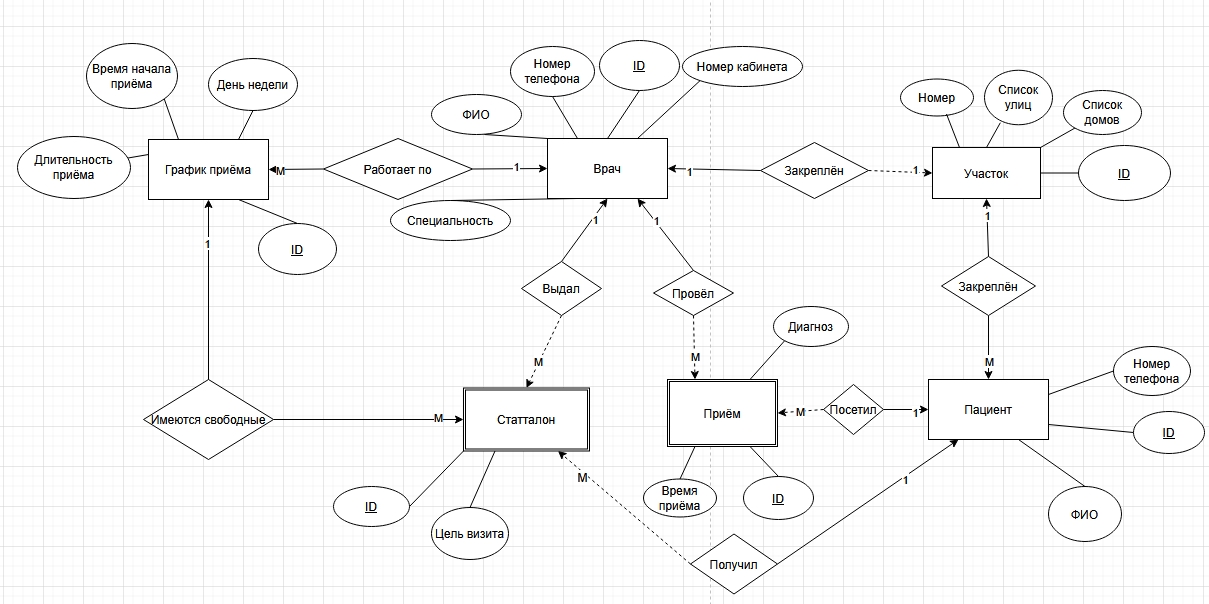 Время начала
приёма
День недели
Номер
телефона
ID
Номер кабинета
ФИО
Номер
Список
улиц
Список
домов
Длительность
приёма
График приёма
М
Работает по
1
Врач
1
Закреплён
1
Участок
ID
Специальность
ID
1
1
1
1
Выдал
Провёл
Закреплён
Диагноз
М
М
М
Номер
телефона
Имеются свободные
М
Статталон
Приём
М
Посетил
1
Пациент
ID
М
1
ID
Цель визита
Время
приёма
ID
ФИО
Получил